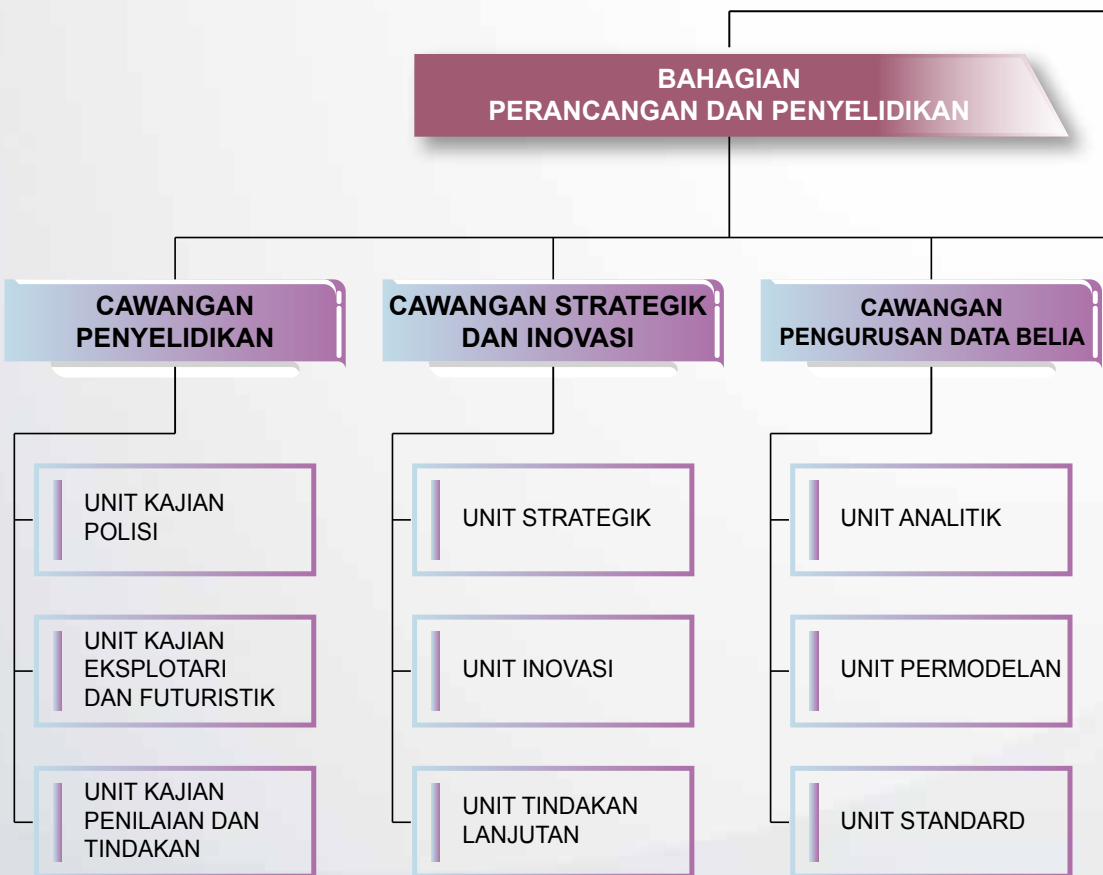 BAHAGIAN
PERANCANGAN DAN PENYELIDIKAN
CAWANGAN
PENYELIDIKAN
UNIT KAJIAN
POLISI
UNIT KAJIAN
EKSPLOTARI
DAN FUTURISTIK
UNIT KAJIAN
PENILAIAN DAN
TINDAKAN
CAWANGAN STRATEGIK
DAN INOVASI
UNIT STRATEGIK
UNIT INOVASI
UNIT TINDAKAN
LANJUTAN
CAWANGAN
PENGURUSAN DATA BELIA
UNIT ANALITIK
UNIT PERMODELAN
UNIT STANDARD